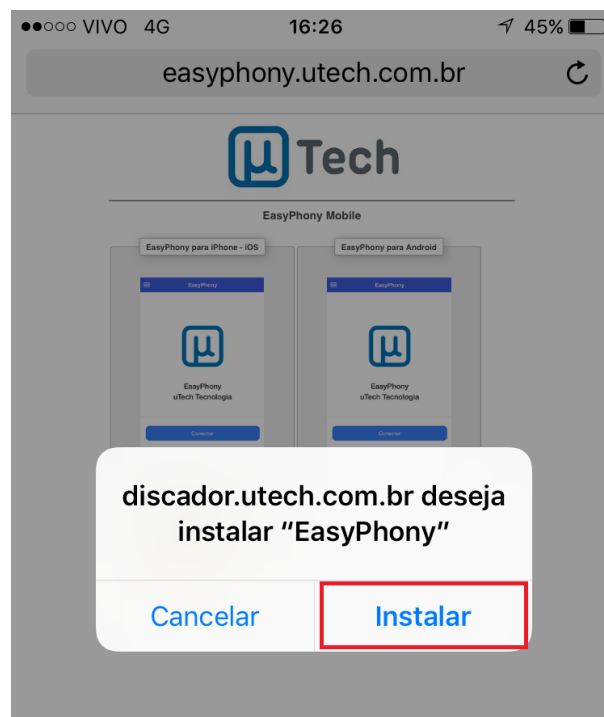 VIVO 4G 16:26 45%
easyphony.utech.com.br
µ Tech
EasyPhony Mobile
EasyPhony para iPhone - iOS EasyPhony para Android
EasyPhony EasyPhony
µ µ
EasyPhony EasyPhony
uTech Tecnologia uTech Tecnologia
Conectar Conectar
discador.utech.com.br deseja
instalar “EasyPhony”
Cancelar Instalar